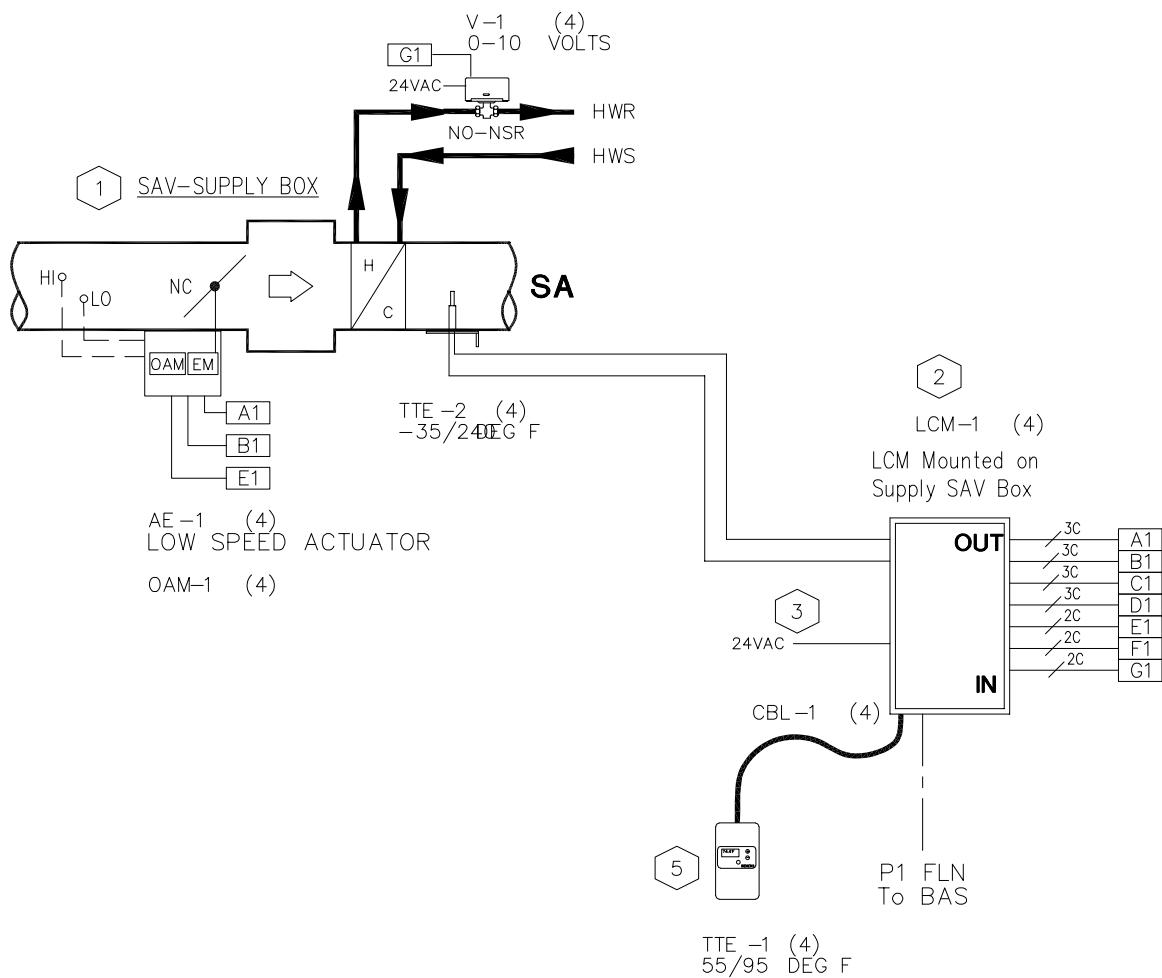 V-1 (4)
0-10 VOLTS
G1
24VAC
HWR
NO-NSR
HWS
1
SAV-SUPPLY BOX
HI
LO
NC
H
C
SA
OAM
EM
A1
B1
E1
TTE-2 (4)
-35/240 DEG F
AE-1 (4)
LOW SPEED ACTUATOR
OAM-1 (4)
2
LCM-1 (4)
LCM Mounted on
Supply SAV Box
OUT
3C A1
3C B1
3C C1
3C D1
2C E1
2C F1
2C G1
3
24VAC
IN
CBL-1 (4)
5
P1 FLN
To BAS
TTE -1 (4)
55/95 DEG F